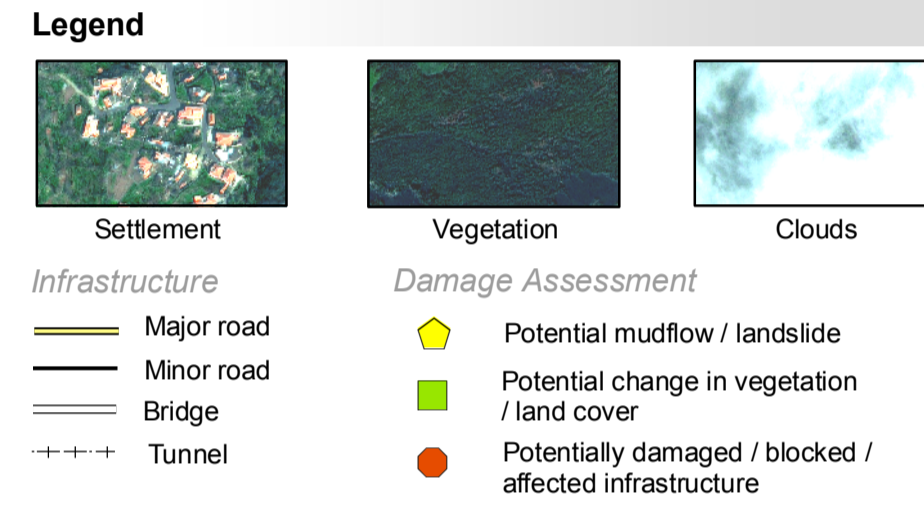 Legend
Settlement
Vegetation
Clouds
Infrastructure
Major road
Minor road
Bridge
Tunnel
Damage Assessment
Potential mudflow / landslide
Potential change in vegetation
/ land cover
Potentially damaged / blocked /
affected infrastructure